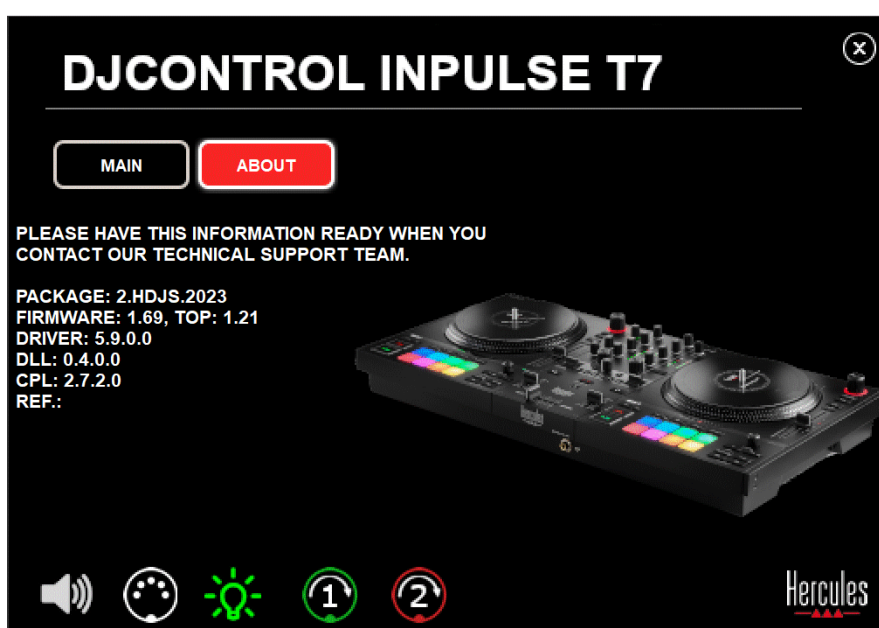 DJCONTROL INPULSE T7
X
MAIN
ABOUT
PLEASE HAVE THIS INFORMATION READY WHEN YOU
CONTACT OUR TECHNICAL SUPPORT TEAM.
PACKAGE: 2.HDJS.2023
FIRMWARE: 1.69, TOP: 1.21
DRIVER: 5.9.0.0
DLL: 0.4.0.0
CPL: 2.7.2.0
REF.:
1
2
Hercules